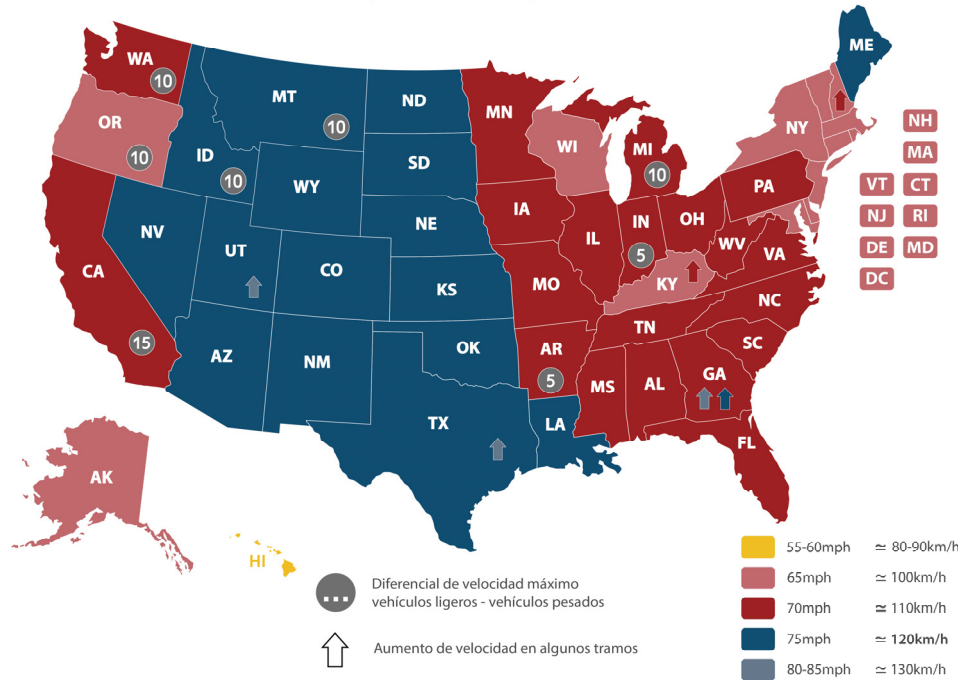 WA
10
MT
10
ND
MN
ME
OR
10
ID
10
SD
WI
MI
10
NY
NH
MA
VT CT
NJ RI
DE MD
DC
WY
IA
PA
NV
NE
IL
IN
5
OH
UT
CO
WV
VA
CA
15
KS
MO
KY
NC
AZ
NM
OK
AR
5
TN
SC
MS
AL
GA
TX
LA
FL
AK
HI
...
Diferencial de velocidad máximo
vehículos ligeros - vehículos pesados
Aumento de velocidad en algunos tramos
55-60mph ≃ 80-90km/h
65mph ≃ 100km/h
70mph ≃ 110km/h
75mph ≃ 120km/h
80-85mph ≃ 130km/h